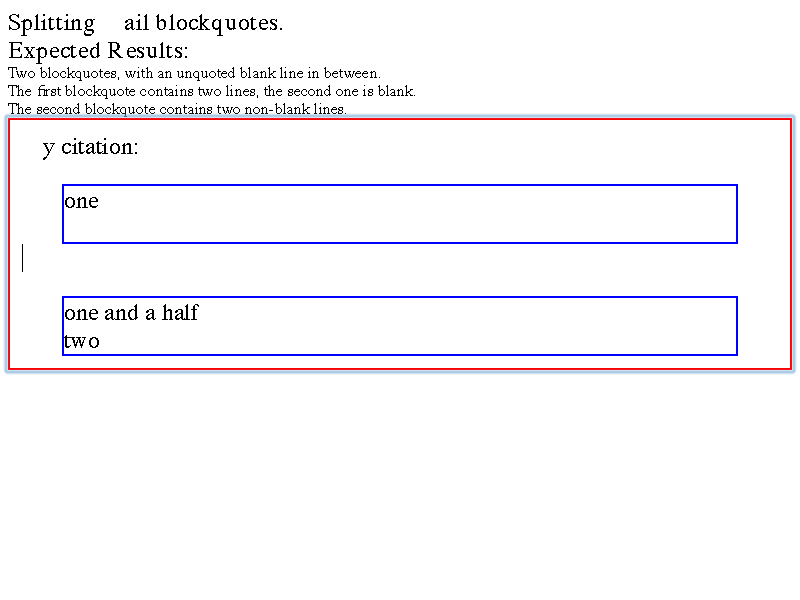 Splitting ail blockquotes.
Expected Results:
Two blockquotes, with an unquoted blank line in between.
The first blockquote contains two lines, the second one is blank.
The second blockquote contains two non-blank lines.
y citation:
one
one and a half
two